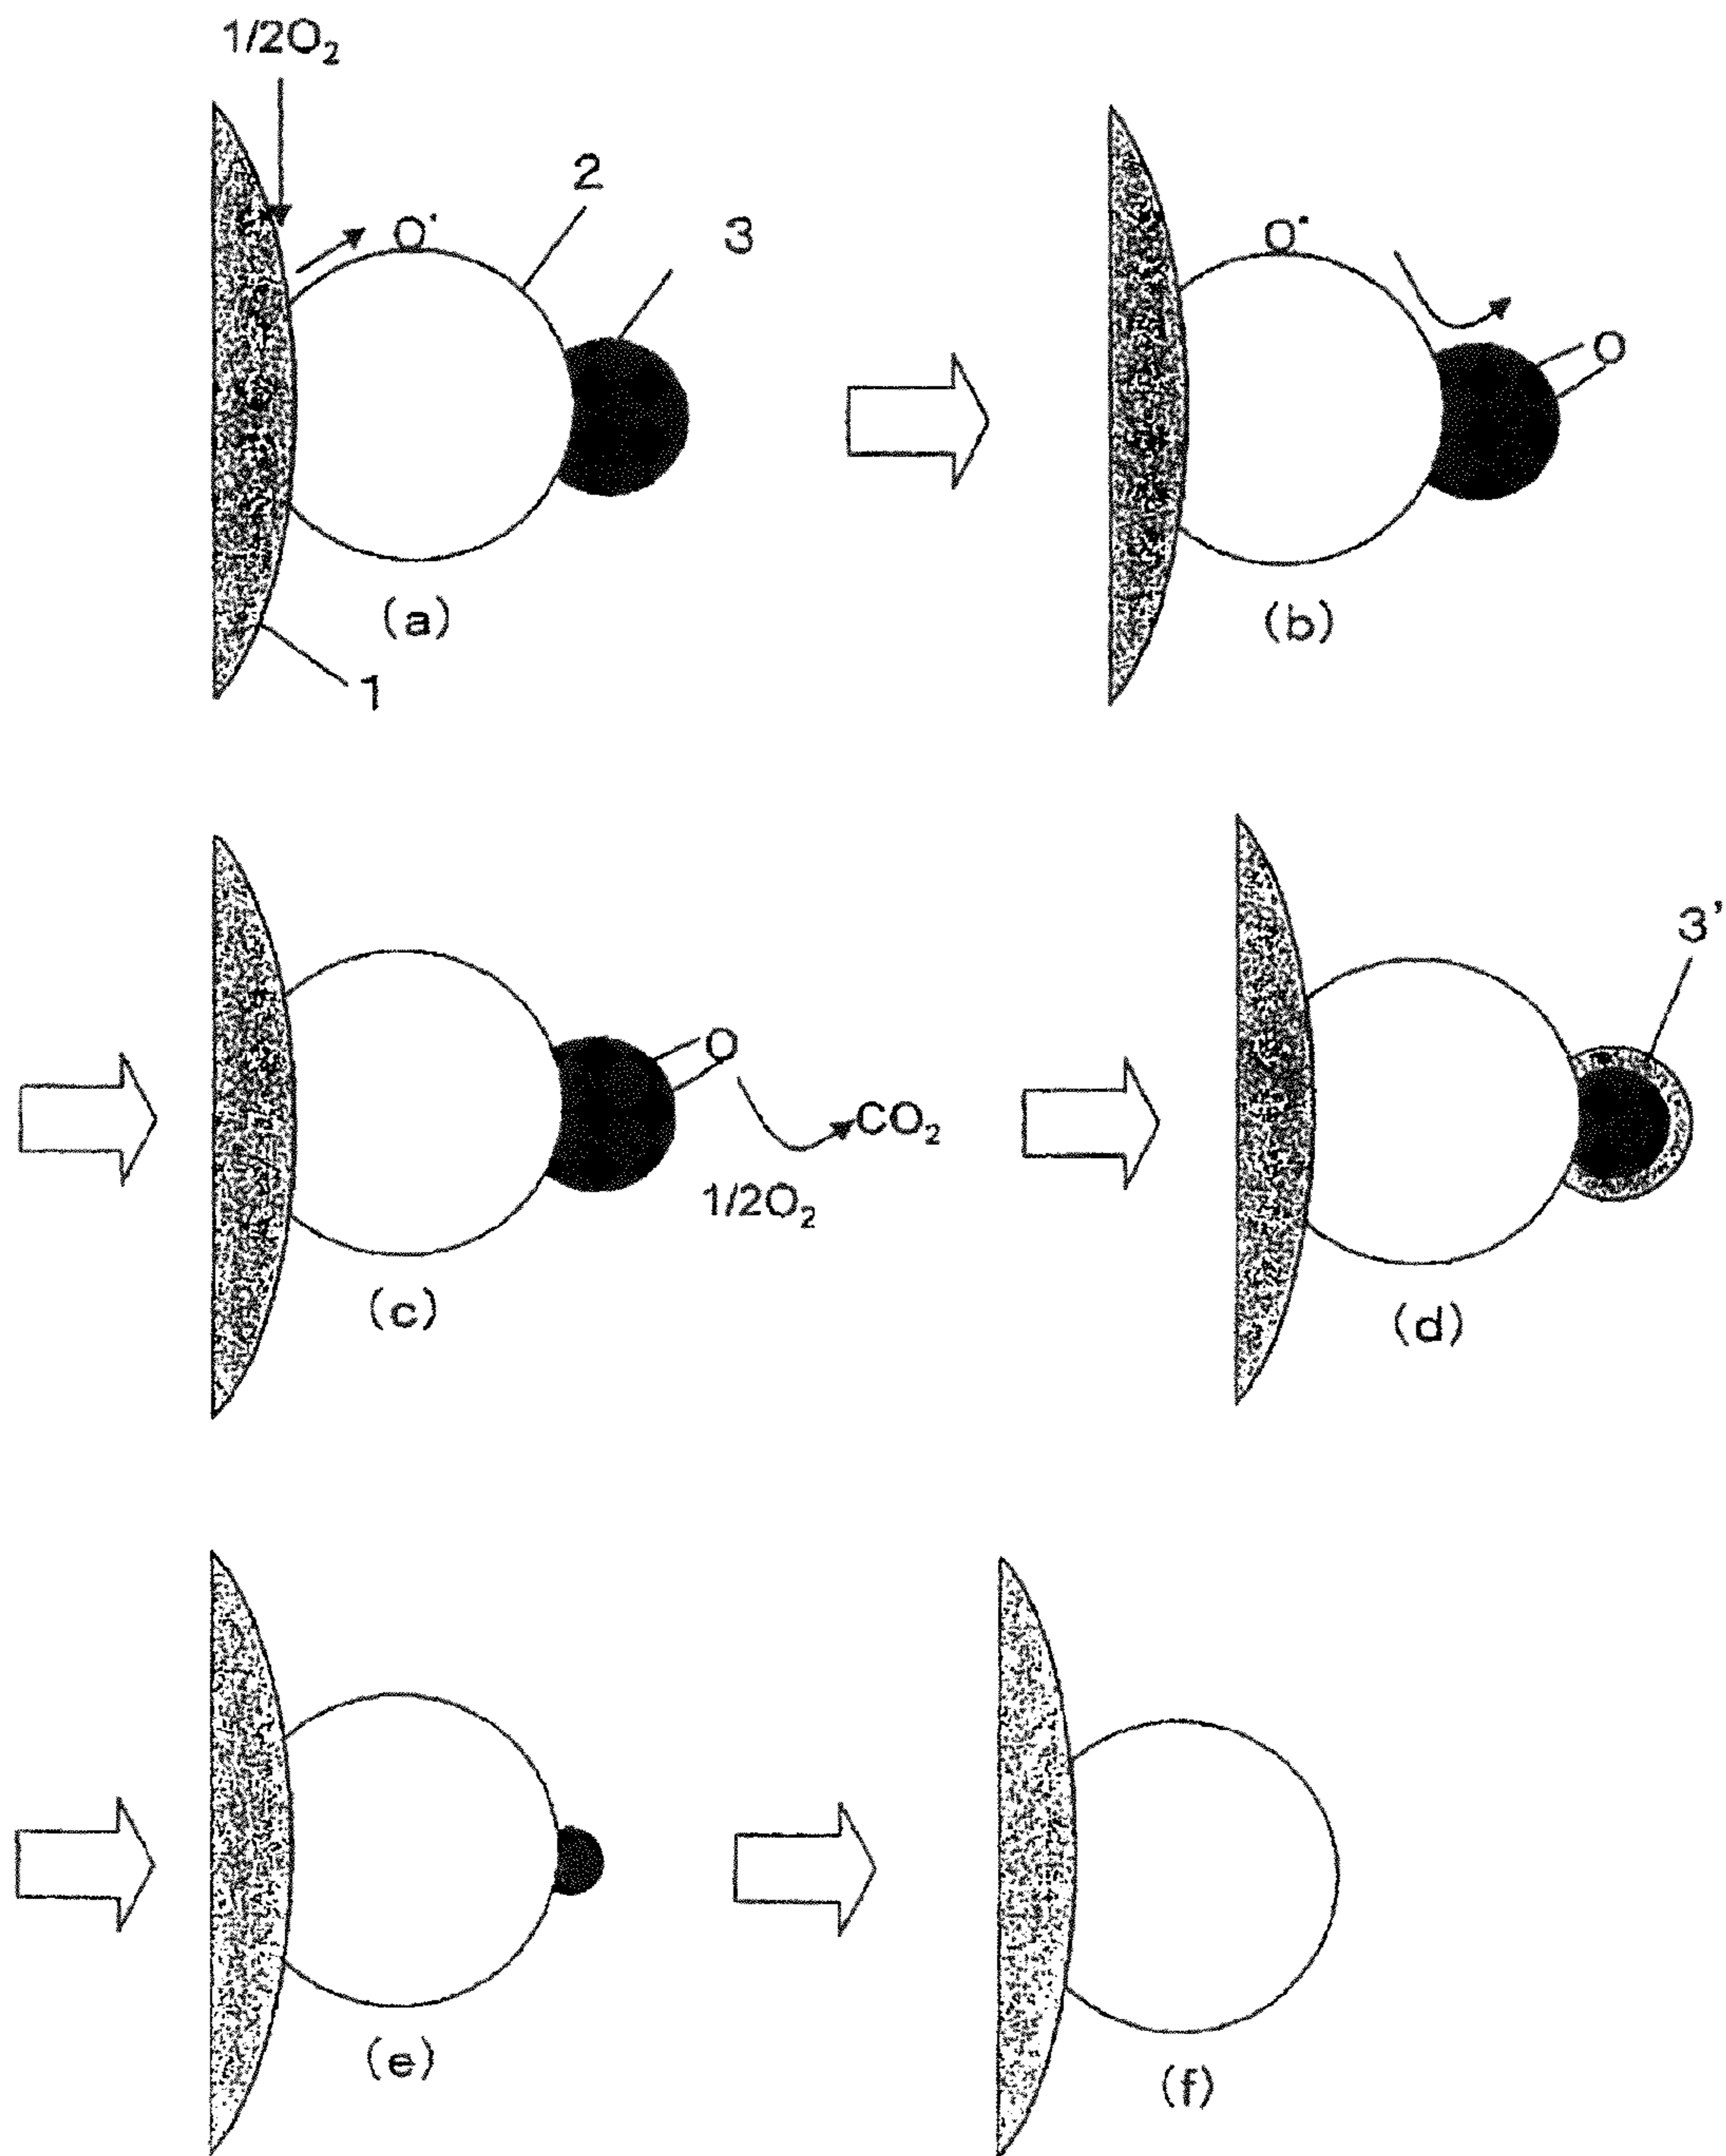 1/2O₂
2
O*
3
(a)
1
O*
O
(b)
O
CO₂
1/2O₂
(c)
3'
(d)
(e)
(f)